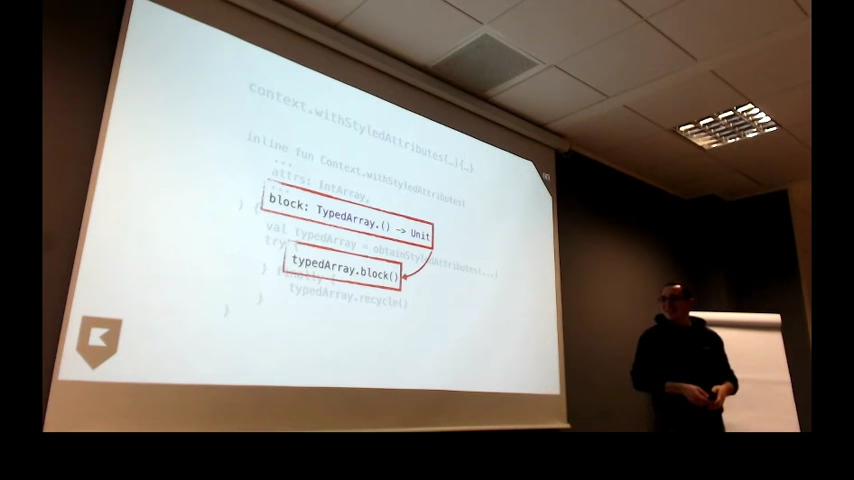 Context.withStyledAttributes(…){…}
inline fun Context.withStyledAttributes(
...
attrs: IntArray,
...
block: TypedArray.() -> Unit
) {
val typedArray = obtainStyledAttributes(...)
try {
typedArray.block()
} finally {
typedArray.recycle()
}
}